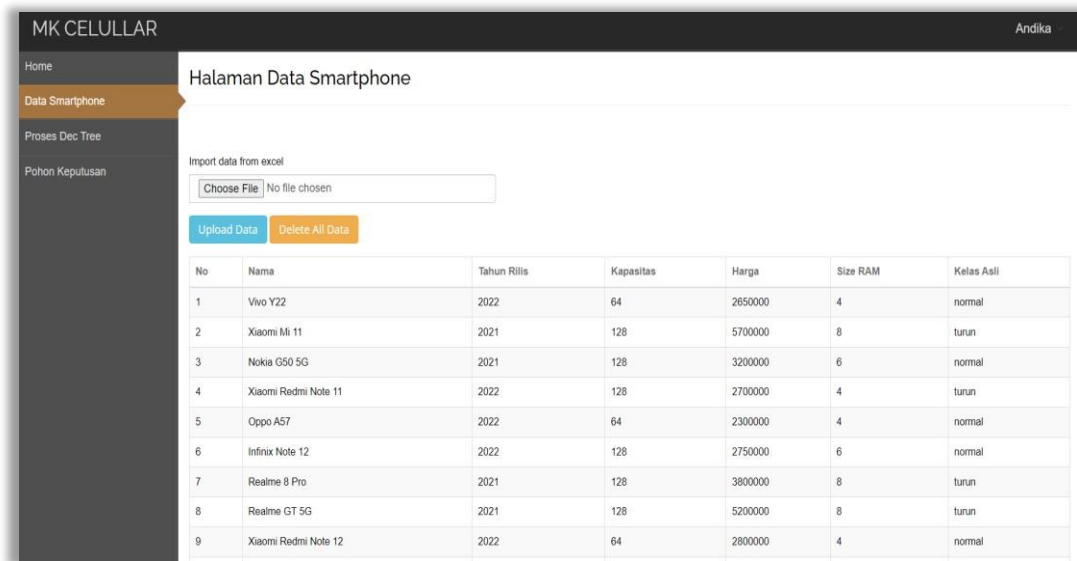 MK CELULLAR
Andika
Home
Data Smartphone
Proses Dec Tree
Pohon Keputusan
Halaman Data Smartphone
Import data from excel
Choose File No file chosen
Upload Data Delete All Data
No Nama Tahun Rilis Kapasitas Harga Size RAM Kelas Asli
1 Vivo Y22 2022 64 2650000 4 normal
2 Xiaomi Mi 11 2021 128 5700000 8 turun
3 Nokia G50 5G 2021 128 3200000 6 normal
4 Xiaomi Redmi Note 11 2022 128 2700000 4 turun
5 Oppo A57 2022 64 2300000 4 normal
6 Infinix Note 12 2022 128 2750000 6 normal
7 Realme 8 Pro 2021 128 3800000 8 turun
8 Realme GT 5G 2021 128 5200000 8 turun
9 Xiaomi Redmi Note 12 2022 64 2800000 4 normal